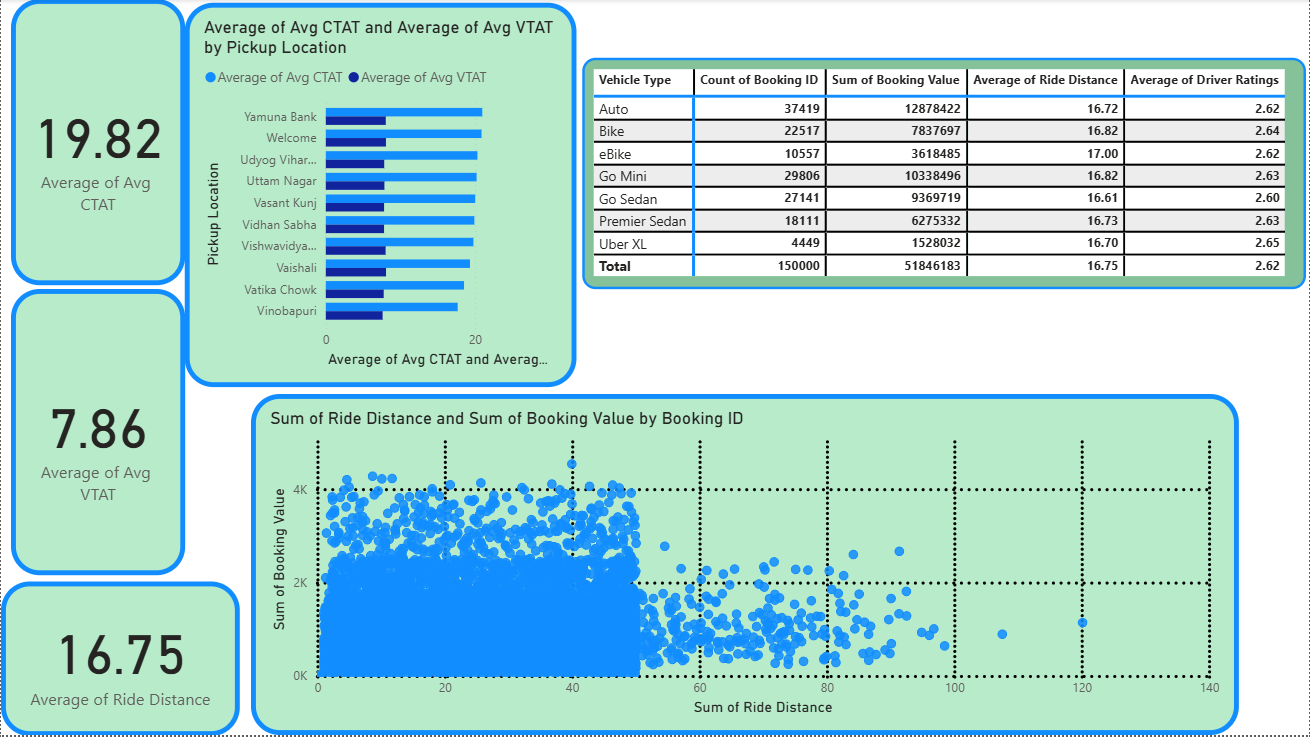 19.82
Average of Avg
CTAT
7.86
Average of Avg
VTAT
16.75
Average of Ride Distance
Average of Avg CTAT and Average of Avg VTAT
by Pickup Location
Average of Avg CTAT Average of Avg VTAT
Pickup Location
Yamuna Bank
Welcome
Udyog Vihar...
Uttam Nagar
Vasant Kunj
Vidhan Sabha
Vishwavidya...
Vaishali
Vatika Chowk
Vinobapuri
0 20
Average of Avg CTAT and Averag...
Vehicle Type Count of Booking ID Sum of Booking Value Average of Ride Distance Average of Driver Ratings
Auto 37419 12878422 16.72 2.62
Bike 22517 7837697 16.82 2.64
eBike 10557 3618485 17.00 2.62
Go Mini 29806 10338496 16.82 2.63
Go Sedan 27141 9369719 16.61 2.60
Premier Sedan 18111 6275332 16.73 2.63
Uber XL 4449 1528032 16.70 2.65
Total 150000 51846183 16.75 2.62
Sum of Ride Distance and Sum of Booking Value by Booking ID
Sum of Booking Value
4K
2K
0K
0 20 40 60 80 100 120 140
Sum of Ride Distance